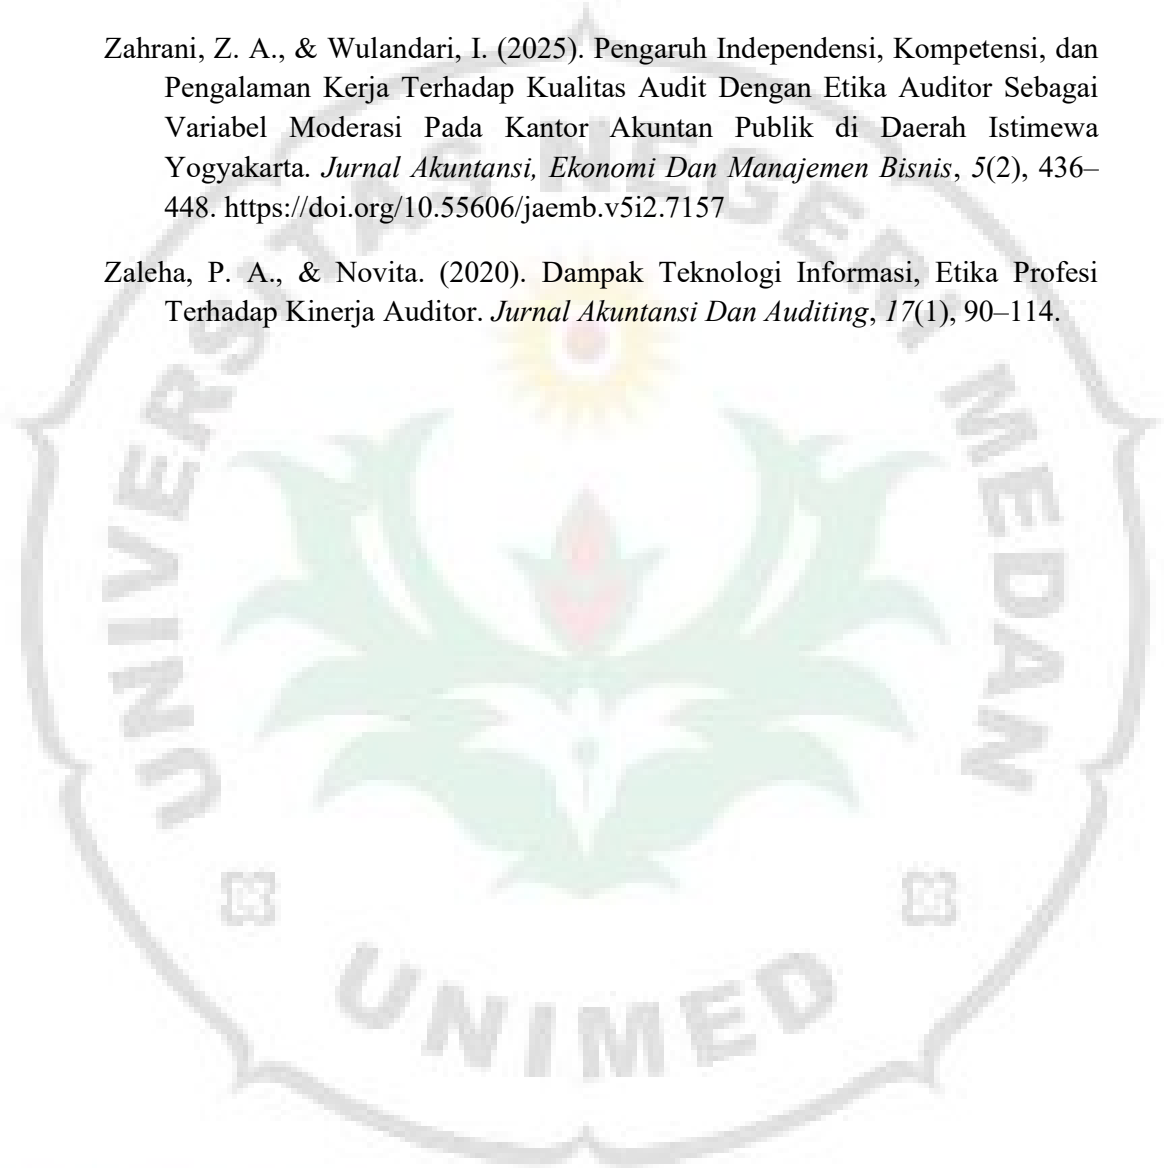 Zahrani, Z. A., & Wulandari, I. (2025). Pengaruh Independensi, Kompetensi, dan
Pengalaman Kerja Terhadap Kualitas Audit Dengan Etika Auditor Sebagai
Variabel Moderasi Pada Kantor Akuntan Publik di Daerah Istimewa
Yogyakarta. Jurnal Akuntansi, Ekonomi Dan Manajemen Bisnis, 5(2), 436–
448. https://doi.org/10.55606/jaemb.v5i2.7157
Zaleha, P. A., & Novita. (2020). Dampak Teknologi Informasi, Etika Profesi
Terhadap Kinerja Auditor. Jurnal Akuntansi Dan Auditing, 17(1), 90–114.
UNIVERSITAS NEGERI MEDAN
UNIMED